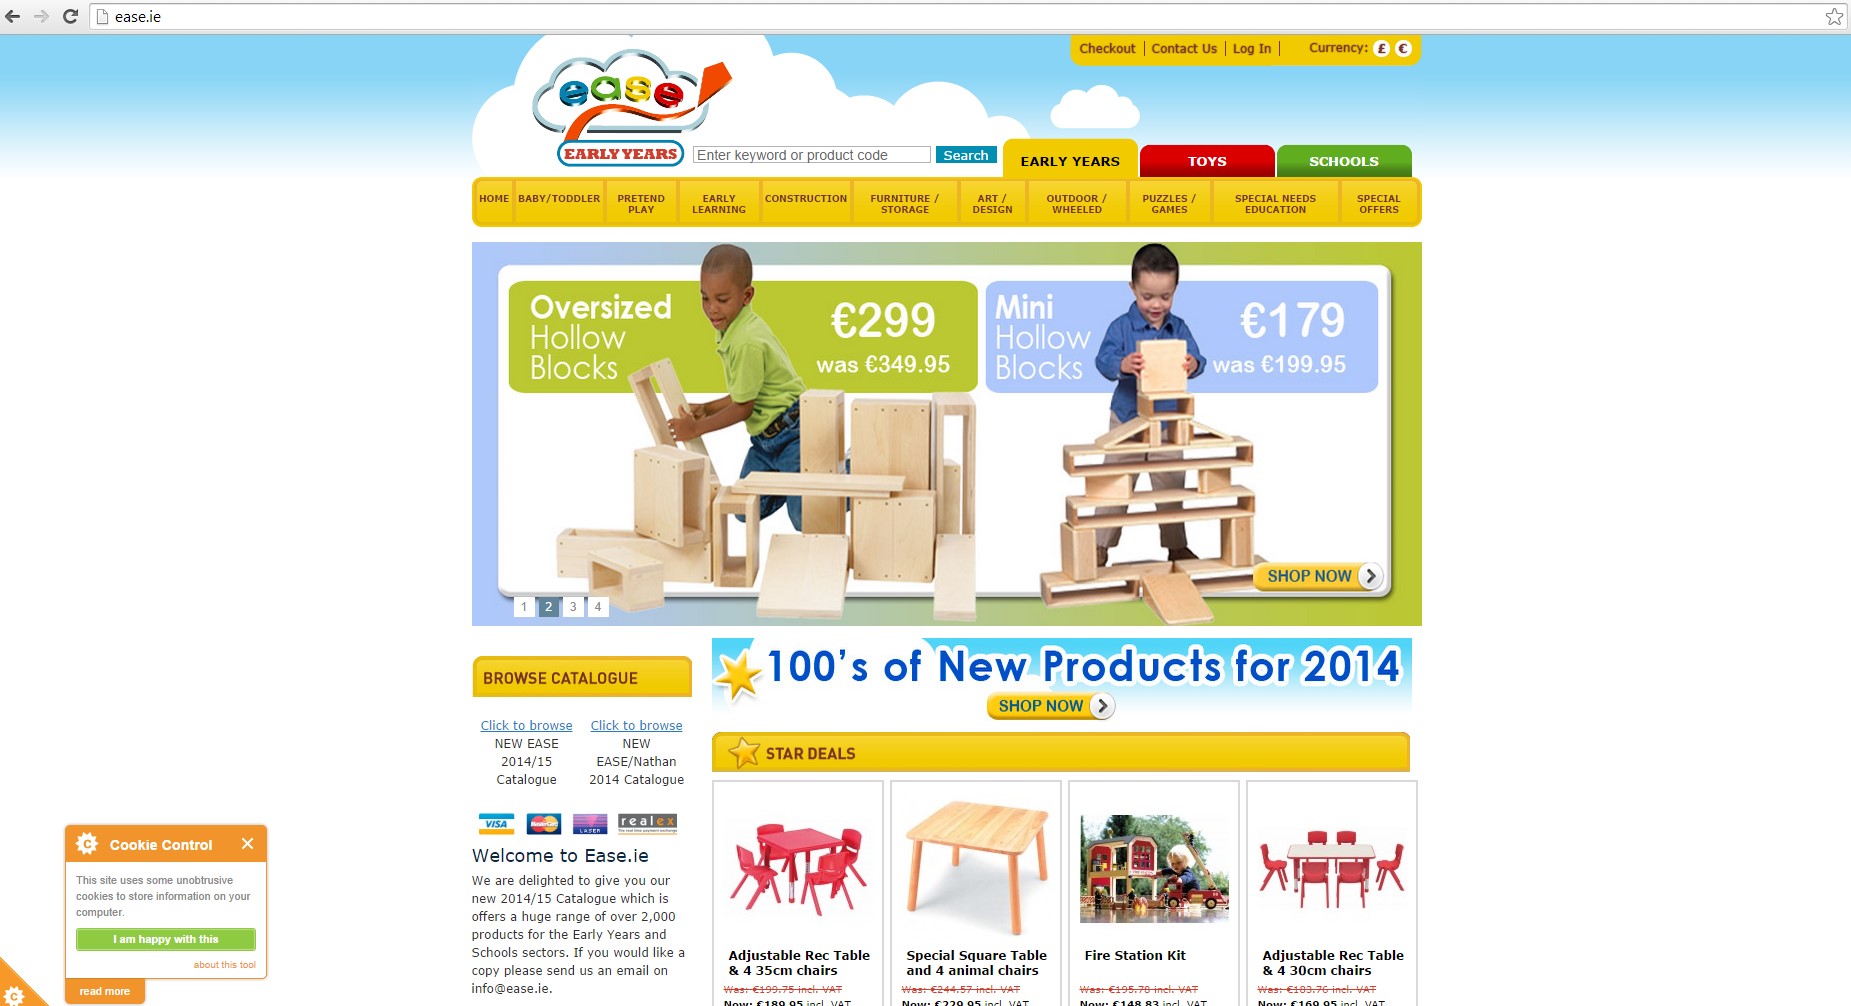 ease.ie
Checkout | Contact Us | Log In | Currency: £ €
ease
EARLY YEARS
Enter keyword or product code
Search
EARLY YEARS
TOYS
SCHOOLS
HOME
BABY/TODDLER
PRETEND
PLAY
EARLY
LEARNING
CONSTRUCTION
FURNITURE /
STORAGE
ART /
DESIGN
OUTDOOR /
WHEELED
PUZZLES /
GAMES
SPECIAL NEEDS
EDUCATION
SPECIAL
OFFERS
Oversized
Hollow
Blocks
€299
was €349.95
Mini
Hollow
Blocks
€179
was €199.95
SHOP NOW
1 2 3 4
100's of New Products for 2014
SHOP NOW
BROWSE CATALOGUE
Click to browse
NEW EASE
2014/15
Catalogue
Click to browse
NEW
EASE/Nathan
2014 Catalogue
VISA
MasterCard
LASER
realex
Welcome to Ease.ie
We are delighted to give you our
new 2014/15 Catalogue which is
offers a huge range of over 2,000
products for the Early Years and
Schools sectors. If you would like a
copy please send us an email on
info@ease.ie.
STAR DEALS
Adjustable Rec Table
& 4 35cm chairs
Was: €199.75 incl. VAT
Now: €189.95 incl. VAT
Special Square Table
and 4 animal chairs
Was: €244.57 incl. VAT
Now: €229.95 incl. VAT
Fire Station Kit
Was: €195.78 incl. VAT
Now: €148.83 incl. VAT
Adjustable Rec Table
& 4 30cm chairs
Was: €183.76 incl. VAT
Now: €169.95 incl. VAT
Cookie Control
This site uses some unobtrusive
cookies to store information on your
computer.
I am happy with this
about this tool
read more